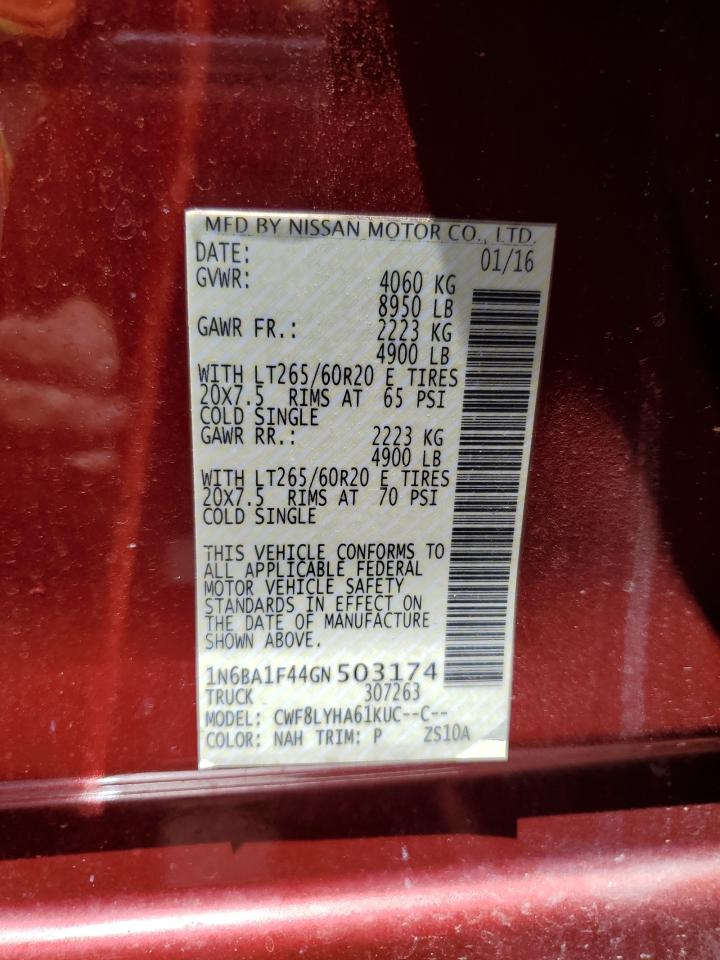 MFD BY NISSAN MOTOR CO., LTD.
DATE: 01/16
GVWR: 4060 KG
8950 LB
GAWR FR.: 2223 KG
4900 LB
WITH LT265/60R20 E TIRES
20X7.5 RIMS AT 65 PSI
COLD SINGLE
GAWR RR.: 2223 KG
4900 LB
WITH LT265/60R20 E TIRES
20X7.5 RIMS AT 70 PSI
COLD SINGLE
THIS VEHICLE CONFORMS TO
ALL APPLICABLE FEDERAL
MOTOR VEHICLE SAFETY
STANDARDS IN EFFECT ON
THE DATE OF MANUFACTURE
SHOWN ABOVE.
1N6BA1F44GN503174
TRUCK 307263
MODEL: CWF8LYHA61KUC--C--
COLOR: NAH TRIM: P ZS10A